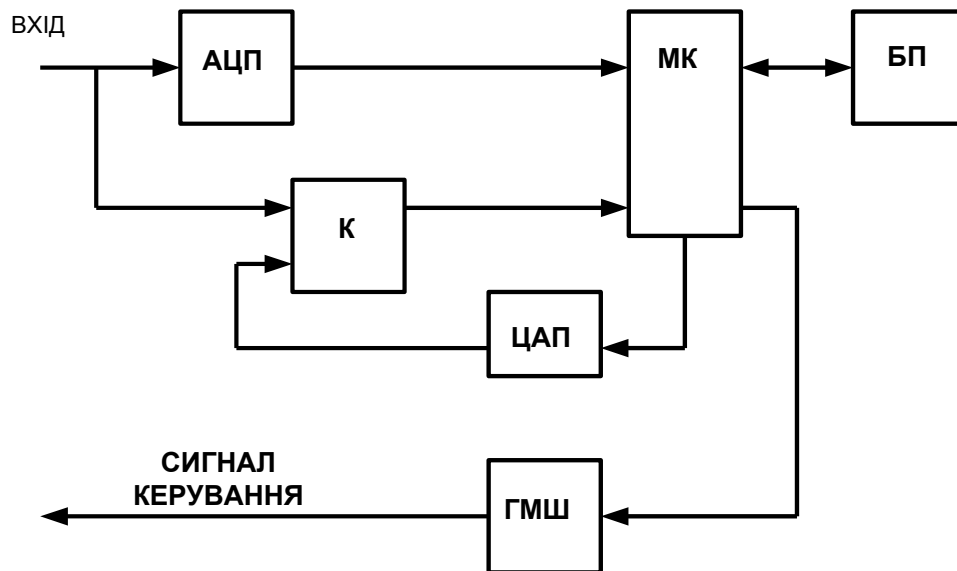 ВХІД
АЦП
МК
БП
К
ЦАП
СИГНАЛ
КЕРУВАННЯ
ГМШ